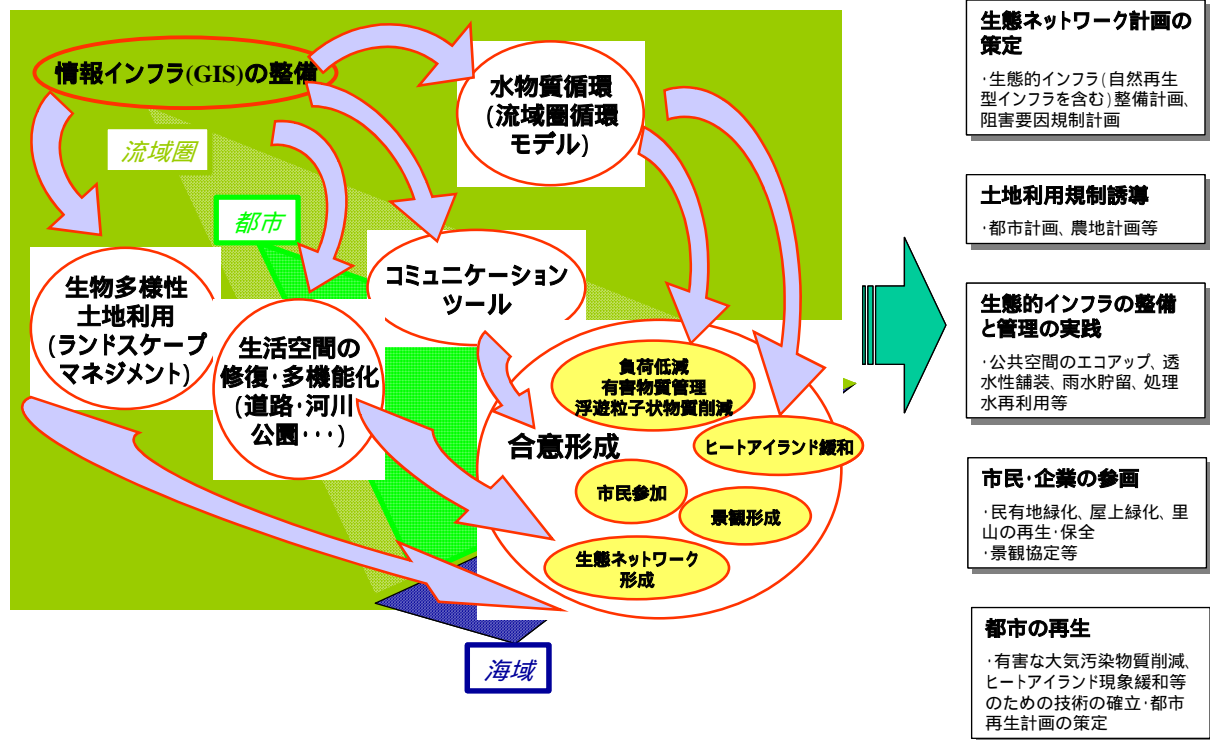 情報インフラ(GIS)の整備
水物質循環
(流域圏循環
モデル)
流域圏
都市
コミュニケーション
ツール
生物多様性
土地利用
(ランドスケープ
マネジメント)
生活空間の
修復・多機能化
(道路・河川
公園・・・)
負荷低減
有害物質管理
浮遊粒子状物質削減
合意形成
ヒートアイランド緩和
市民参加
景観形成
生態ネットワーク
形成
海域
生態ネットワーク計画の
策定
・生態的インフラ(自然再生
型インフラを含む)整備計画、
阻害要因規制計画
土地利用規制誘導
・都市計画、農地計画等
生態的インフラの整備
と管理の実践
・公共空間のエコアップ、透
水性舗装、雨水貯留、処理
水再利用等
市民・企業の参画
・民有地緑化、屋上緑化、里
山の再生・保全
・景観協定等
都市の再生
・有害な大気汚染物質削減、
ヒートアイランド現象緩和等
のための技術の確立・都市
再生計画の策定